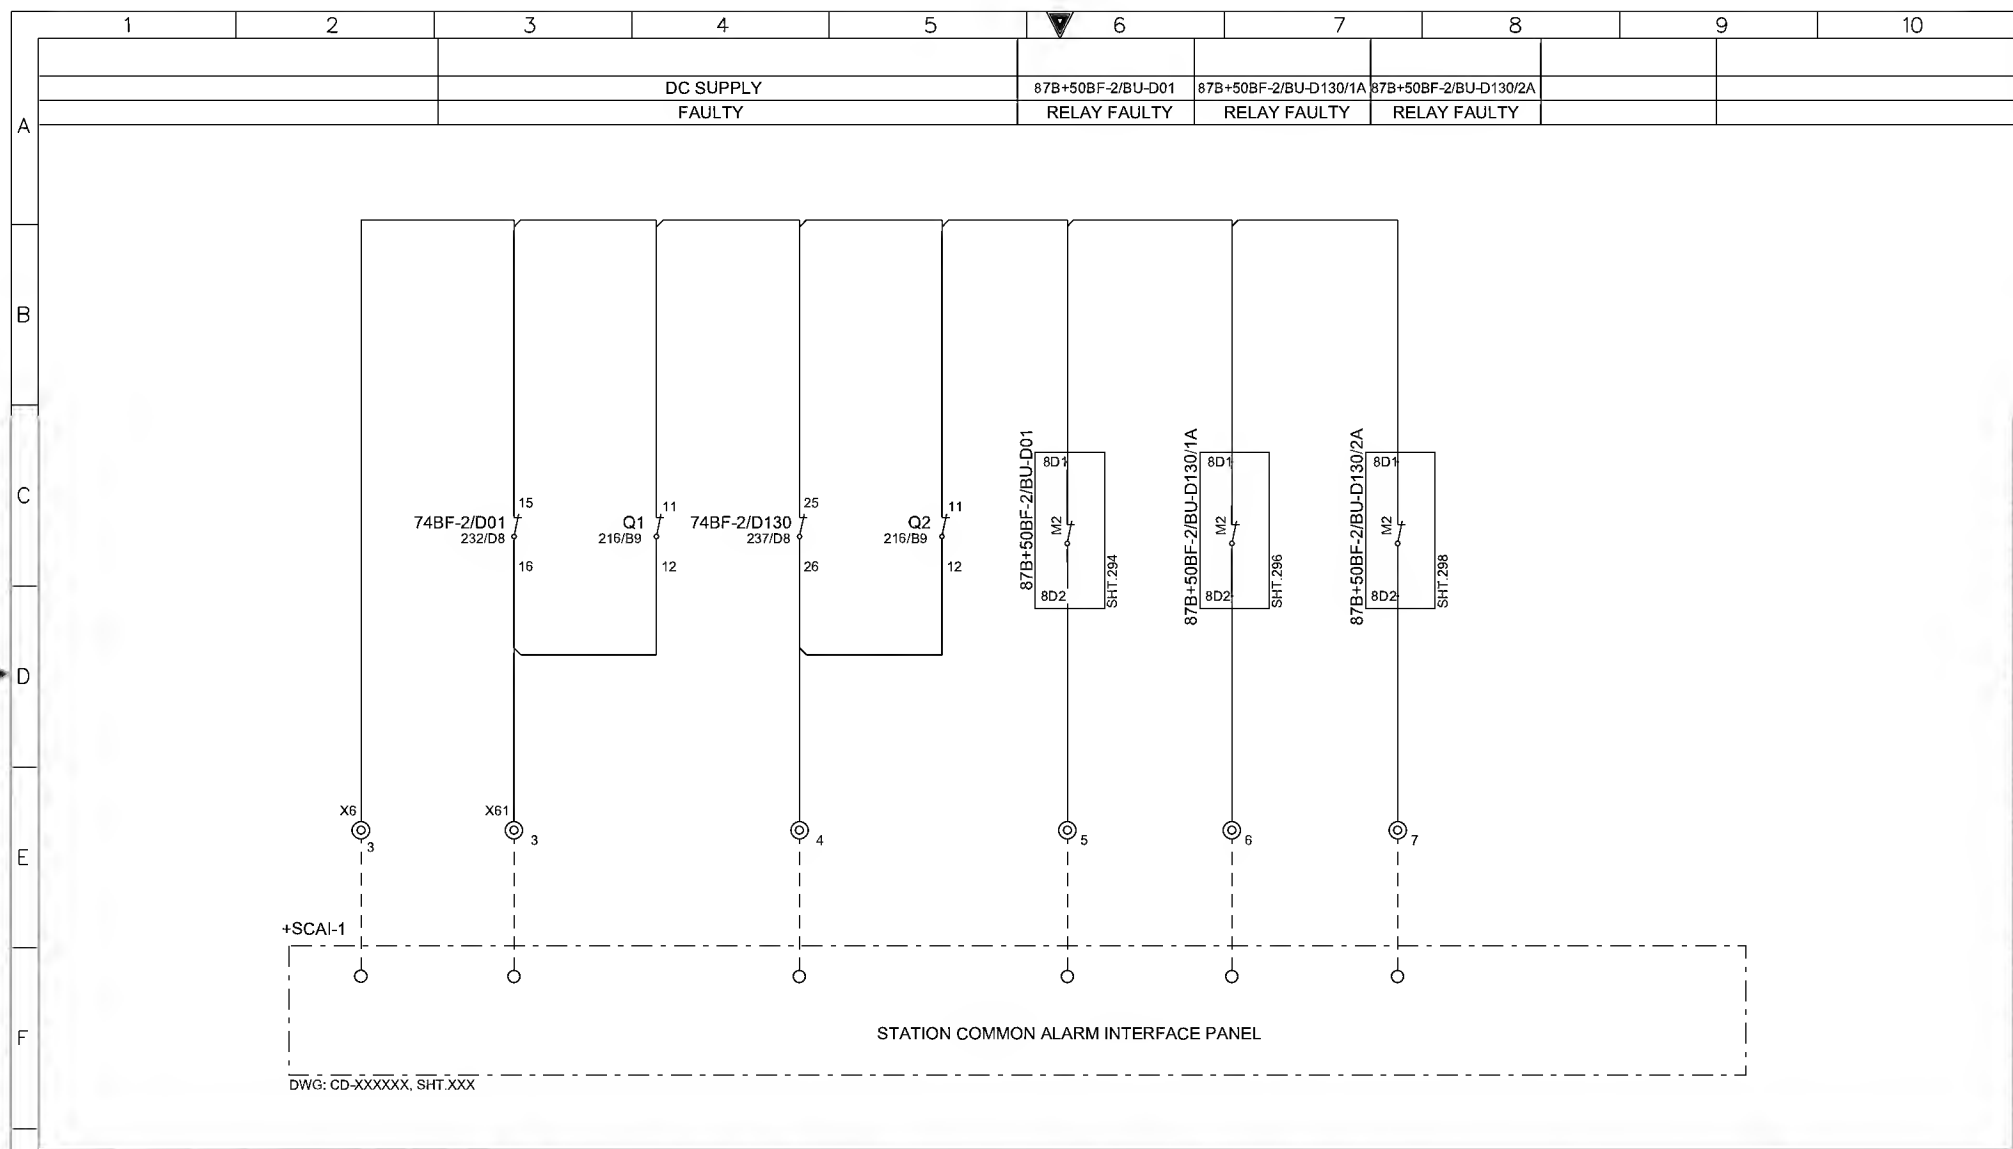 1 2 3 4 5 6 7 8 9 10
DC SUPPLY 87B+50BF-2/BU-D01 87B+50BF-2/BU-D130/1A 87B+50BF-2/BU-D130/2A
FAULTY RELAY FAULTY RELAY FAULTY RELAY FAULTY
A
B
C
D
E
F
74BF-2/D01
232/D8
15
16
Q1
216/B9
11
12
74BF-2/D130
237/D8
25
26
Q2
216/B9
11
12
87B+50BF-2/BU-D01
8D1
M2
8D2
SHT.294
87B+50BF-2/BU-D130/1A
8D1
M2
8D2
SHT.296
87B+50BF-2/BU-D130/2A
8D1
M2
8D2
SHT.298
X6
3
X61
3
4
5
6
7
+SCAI-1
STATION COMMON ALARM INTERFACE PANEL
DWG: CD-XXXXXX, SHT.XXX